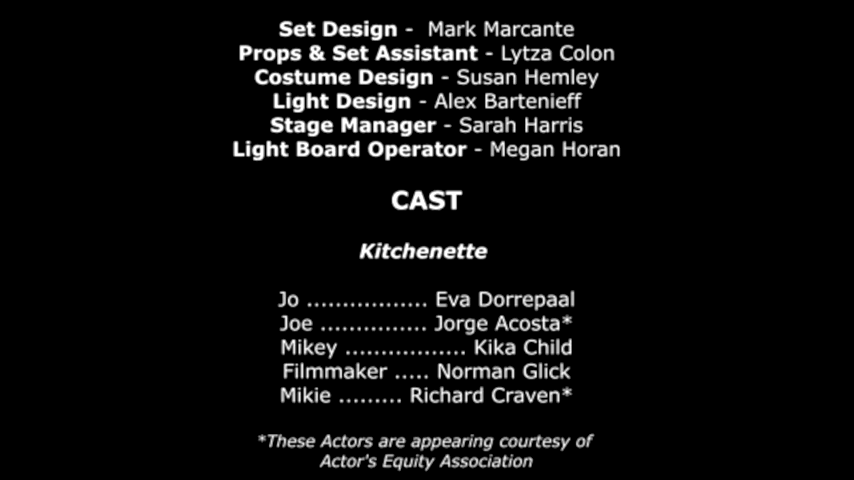 Set Design -  Mark Marcante
Props & Set Assistant - Lytza Colon
Costume Design - Susan Hemley
Light Design - Alex Bartenieff
Stage Manager - Sarah Harris
Light Board Operator - Megan Horan
CAST
Kitchenette
Jo ................. Eva Dorrepaal
Joe ............... Jorge Acosta*
Mikey ................. Kika Child
Filmmaker ..... Norman Glick
Mikie ......... Richard Craven*
*These Actors are appearing courtesy of
Actor's Equity Association